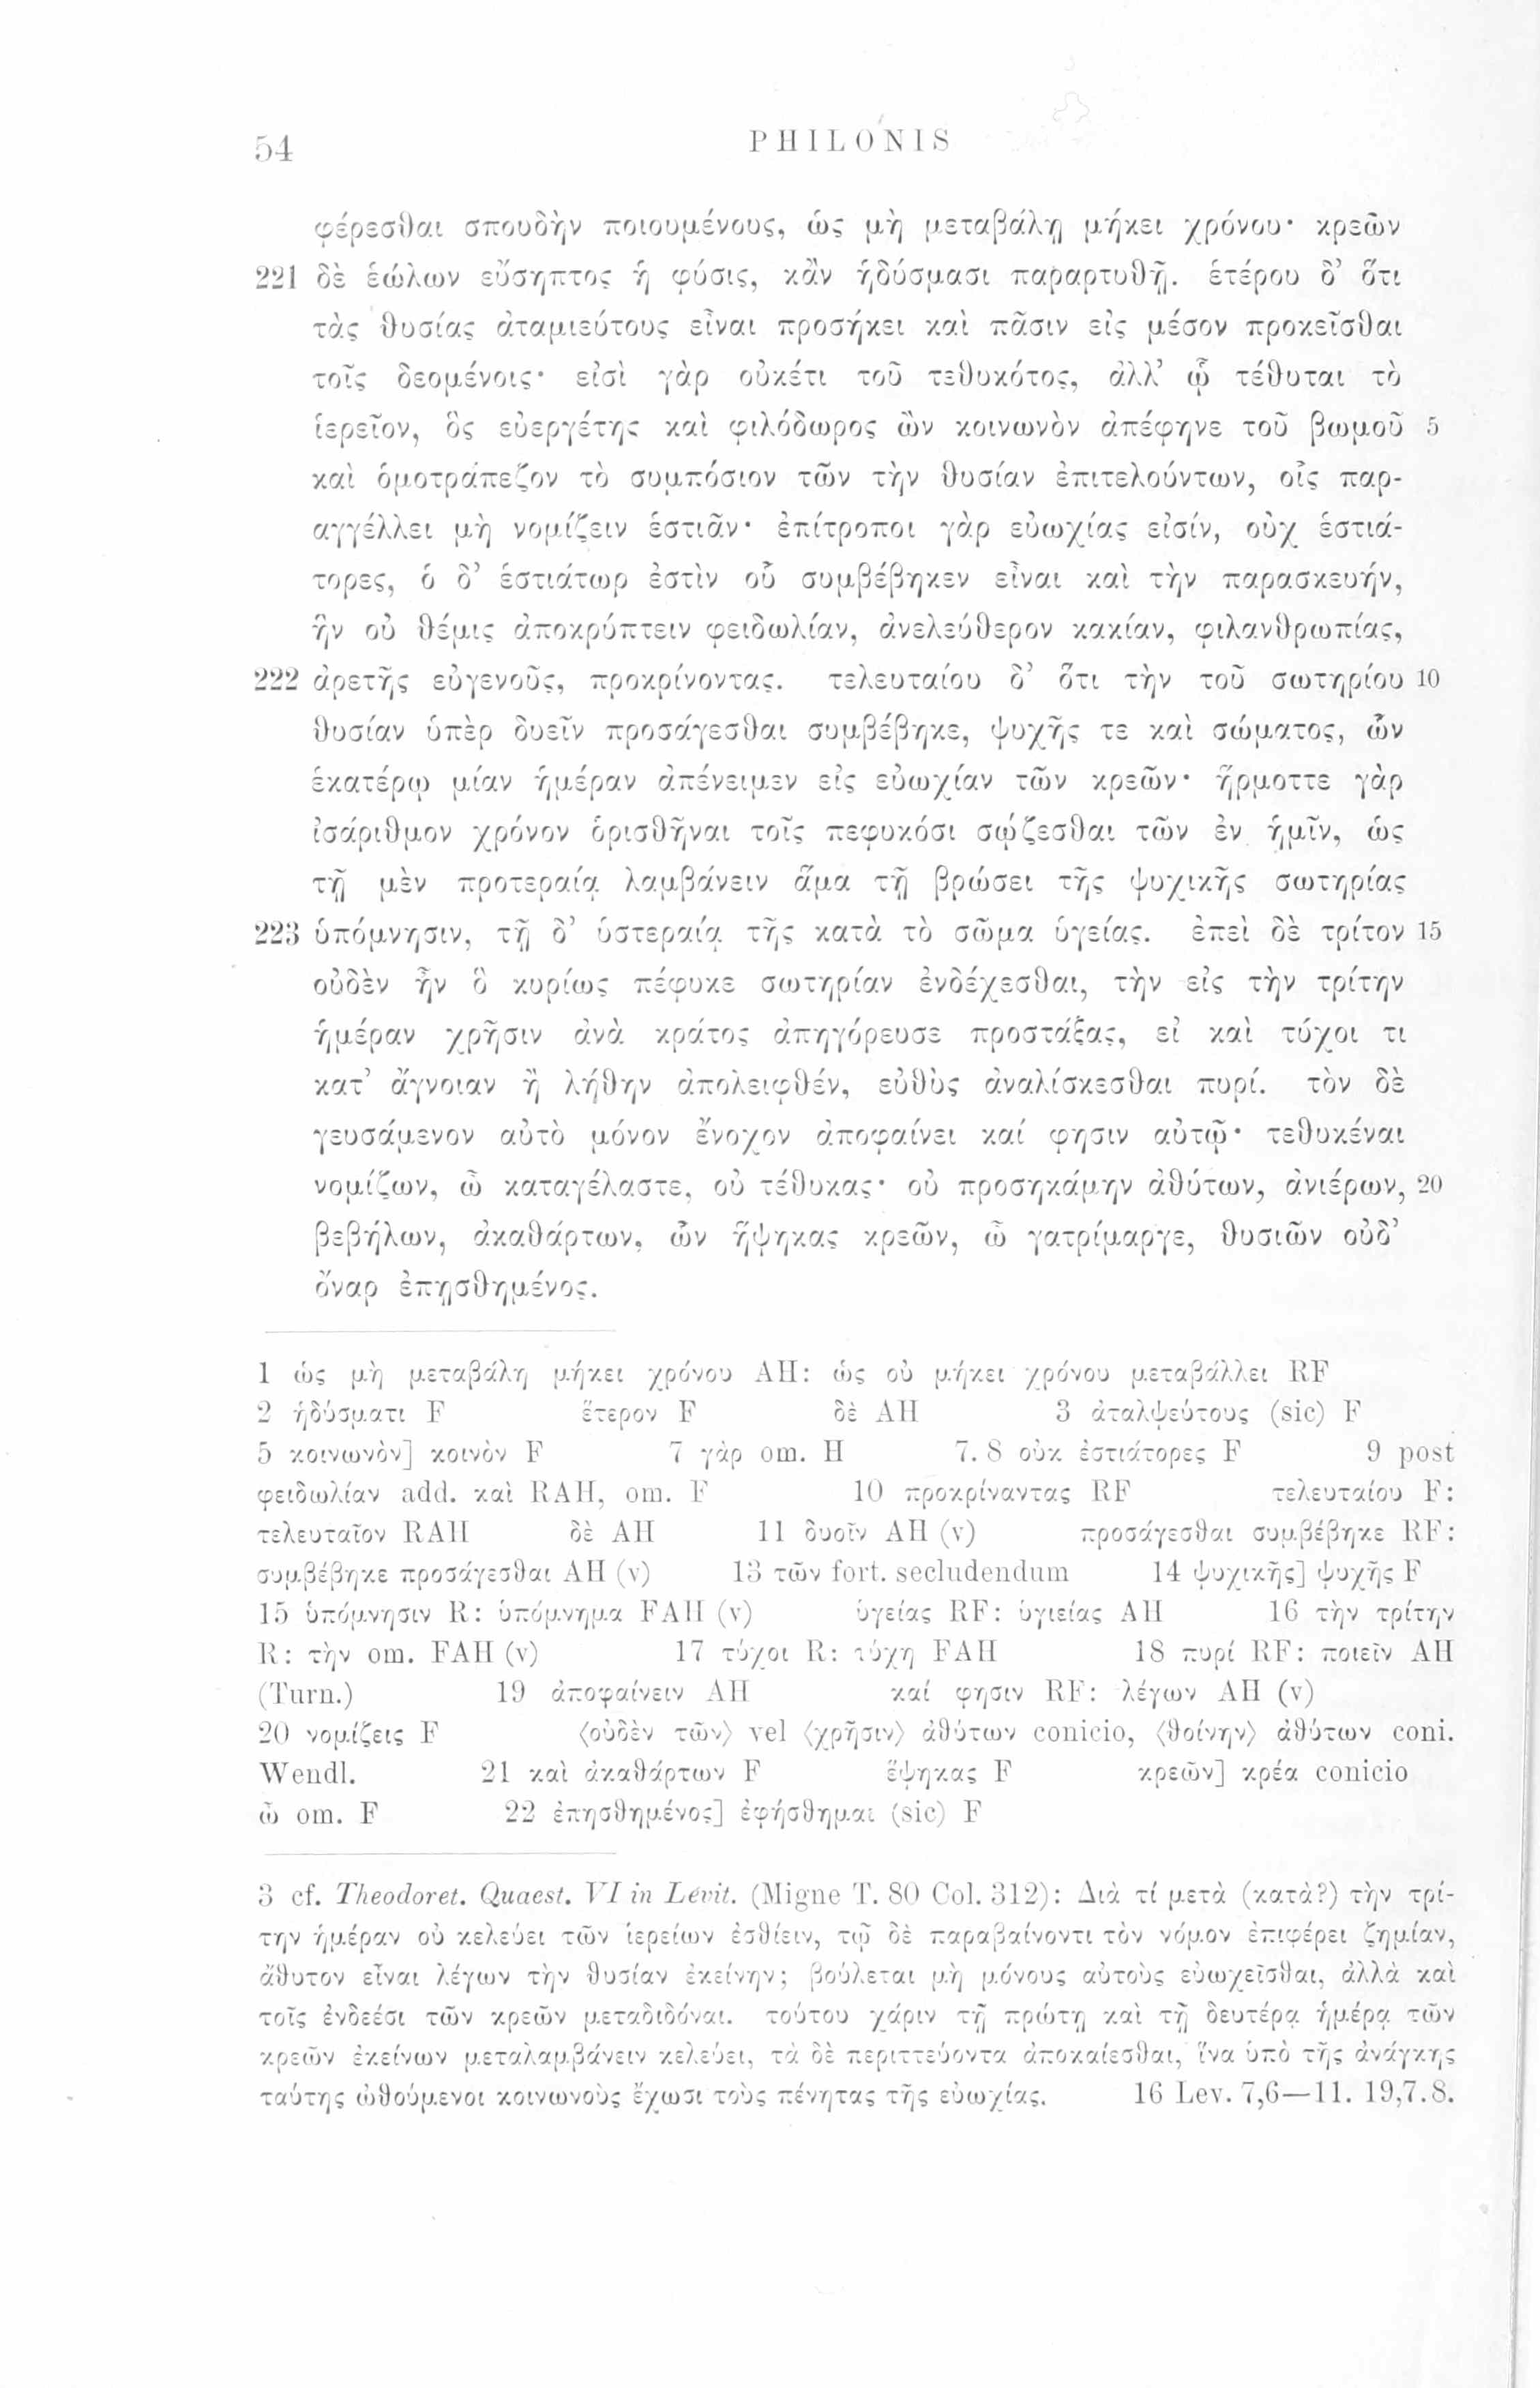 54
PHILONIS
φέρεσθαι σπουδὴν ποιουμένους, ὡς μὴ μεταβάλῃ μήκει χρόνου· κρεῶν
221 δὲ ἑώλων εὔσηπτος ἡ φύσις, κἂν ἡδύσμασι παραρτυθῇ. ἑτέρου δ’ ὅτι
τὰς θυσίας ἀταμιεύτους εἶναι προσήκει καὶ πᾶσιν εἰς μέσον προκεῖσθαι
τοῖς δεομένοις· εἰσὶ γὰρ οὐκέτι τοῦ τεθυκότος, ἀλλ’ ᾧ τέθυται τὸ
ἱερεῖον, ὃς εὐεργέτης καὶ φιλόδωρος ὢν κοινωνὸν ἀπέφηνε τοῦ βωμοῦ 5
καὶ ὁμοτράπεζον τὸ συμπόσιον τῶν τὴν θυσίαν ἐπιτελούντων, οἷς παρ-
αγγέλλει μὴ νομίζειν ἑστιᾶν· ἐπίτροποι γὰρ εὐωχίας εἰσίν, οὐχ ἑστιά-
τορες, ὁ δ’ ἑστιάτωρ ἐστὶν οὗ συμβέβηκεν εἶναι καὶ τὴν παρασκευήν,
ἣν οὐ θέμις ἀποκρύπτειν φειδωλίαν, ἀνελεύθερον κακίαν, φιλανθρωπίας,
222 ἀρετῆς εὐγενοῦς, προκρίνοντας. τελευταίου δ’ ὅτι τὴν τοῦ σωτηρίου 10
θυσίαν ὑπὲρ δυεῖν προσάγεσθαι συμβέβηκε, ψυχῆς τε καὶ σώματος, ὧν
ἑκατέρῳ μίαν ἡμέραν ἀπένειμεν εἰς εὐωχίαν τῶν κρεῶν· ἥρμοττε γὰρ
ἰσάριθμον χρόνον ὁρισθῆναι τοῖς πεφυκόσι σῴζεσθαι τῶν ἐν ἡμῖν, ὡς
τῇ μὲν προτεραίᾳ λαμβάνειν ἅμα τῇ βρώσει τῆς ψυχικῆς σωτηρίας
223 ὑπόμνησιν, τῇ δ’ ὑστεραίᾳ τῆς κατὰ τὸ σῶμα ὑγείας. ἐπεὶ δὲ τρίτον 15
οὐδὲν ἦν ὃ κυρίως πέφυκε σωτηρίαν ἐνδέχεσθαι, τὴν εἰς τὴν τρίτην
ἡμέραν χρῆσιν ἀνὰ κράτος ἀπηγόρευσε προστάξας, εἰ καὶ τύχοι τι
κατ’ ἄγνοιαν ἢ λήθην ἀπολειφθέν, εὐθὺς ἀναλίσκεσθαι πυρί. τὸν δὲ
γευσάμενον αὐτὸ μόνον ἔνοχον ἀποφαίνει καί φησιν αὐτῷ· τεθυκέναι
νομίζων, ὦ καταγέλαστε, οὐ τέθυκας· οὐ προσηκάμην ἀθύτων, ἀνιέρων, 20
βεβήλων, ἀκαθάρτων, ὧν ἥψηκας κρεῶν, ὦ γατρίμαργε, θυσιῶν οὐδ’
ὄναρ ἐπῃσθημένος.
1 ὡς μὴ μεταβάλῃ μήκει χρόνου AH: ὡς οὐ μήκει χρόνου μεταβάλλει RF
2 ἡδύσματι F ἕτερον F δὲ AH 3 ἀταλψεύτους (sic) F
5 κοινωνὸν] κοινὸν F 7 γὰρ om. H 7. 8 οὐκ ἑστιάτορες F 9 post
φειδωλίαν add. καὶ RAH, om. F 10 προκρίναντας RF τελευταίου F:
τελευταῖον RAH δὲ AH 11 δυοῖν AH (v) προσάγεσθαι συμβέβηκε RF:
συμβέβηκε προσάγεσθαι AH (v) 13 τῶν fort. secludendum 14 ψυχικῆς] ψυχῆς F
15 ὑπόμνησιν R: ὑπόμνημα FAH (v) ὑγείας RF: ὑγιείας AH 16 τὴν τρίτην
R: τὴν om. FAH (v) 17 τύχοι R: τύχῃ FAH 18 πυρί RF: ποιεῖν AH
(Turn.) 19 ἀποφαίνειν AH καί φησιν RF: λέγων AH (v)
20 νομίζεις F ⟨οὐδὲν τῶν⟩ vel ⟨χρῆσιν⟩ ἀθύτων conicio, ⟨θοίνην⟩ ἀθύτων coni.
Wendl. 21 καὶ ἀκαθάρτων F ἕψηκας F κρεῶν] κρέα conicio
ὦ om. F 22 ἐπῃσθημένος] ἐφήσθημαι (sic) F
3 cf. Theodoret. Quaest. VI in Levit. (Migne T. 80 Col. 312): Διὰ τί μετὰ (κατὰ?) τὴν τρί-
την ἡμέραν οὐ κελεύει τῶν ἱερείων ἐσθίειν, τῷ δὲ παραβαίνοντι τὸν νόμον ἐπιφέρει ζημίαν,
ἄθυτον εἶναι λέγων τὴν θυσίαν ἐκείνην; βούλεται μὴ μόνους αὐτοὺς εὐωχεῖσθαι, ἀλλὰ καὶ
τοῖς ἐνδεέσι τῶν κρεῶν μεταδιδόναι. τούτου χάριν τῇ πρώτῃ καὶ τῇ δευτέρᾳ ἡμέρᾳ τῶν
κρεῶν ἐκείνων μεταλαμβάνειν κελεύει, τὰ δὲ περιττεύοντα ἀποκαίεσθαι, ἵνα ὑπὸ τῆς ἀνάγκης
ταύτης ὠθούμενοι κοινωνοὺς ἔχωσι τοὺς πένητας τῆς εὐωχίας. 16 Lev. 7,6—11. 19,7.8.